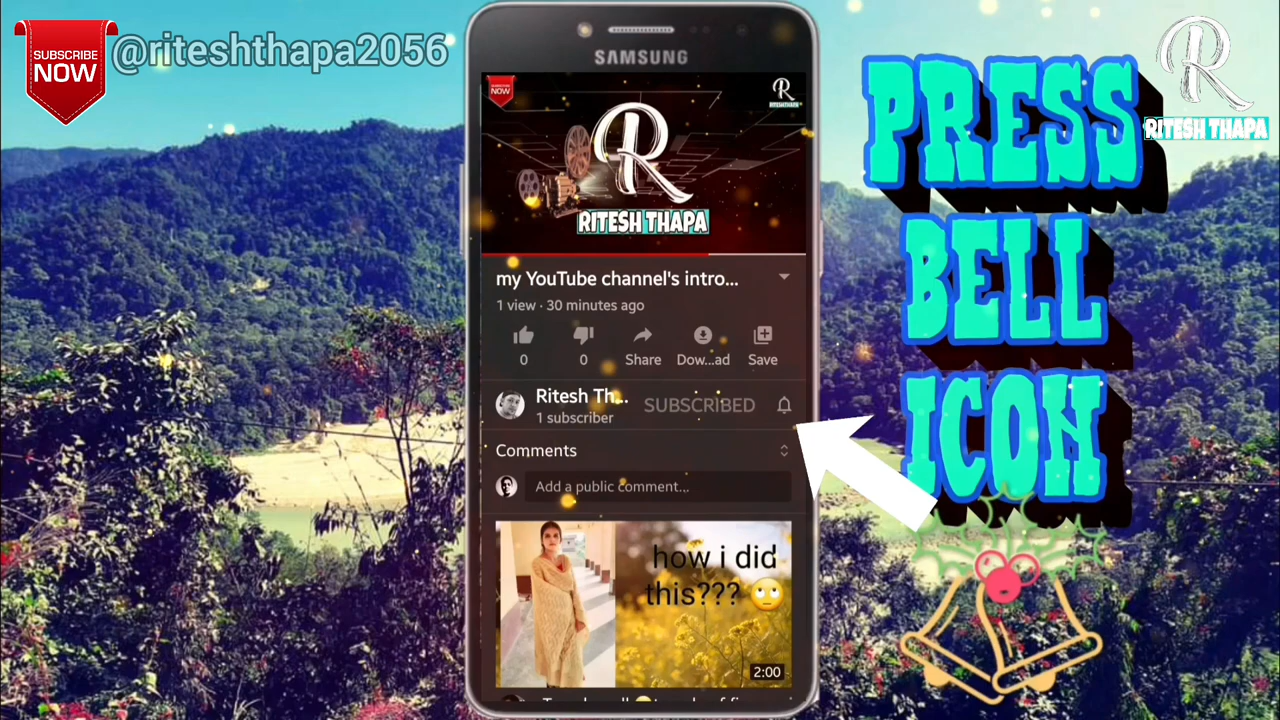 SUBSCRIBE
NOW
@riteshthapa2056
SAMSUNG
NOW
R
RITESH THAPA
my YouTube channel's intro...
1 view · 30 minutes ago
0
0
Share
Dow...ad
Save
Ritesh Th...
1 subscriber
SUBSCRIBED
Comments
Add a public comment...
how i did
this??? 🙄
2:00
PRESS
BELL
ICON
R
RITESH THAPA